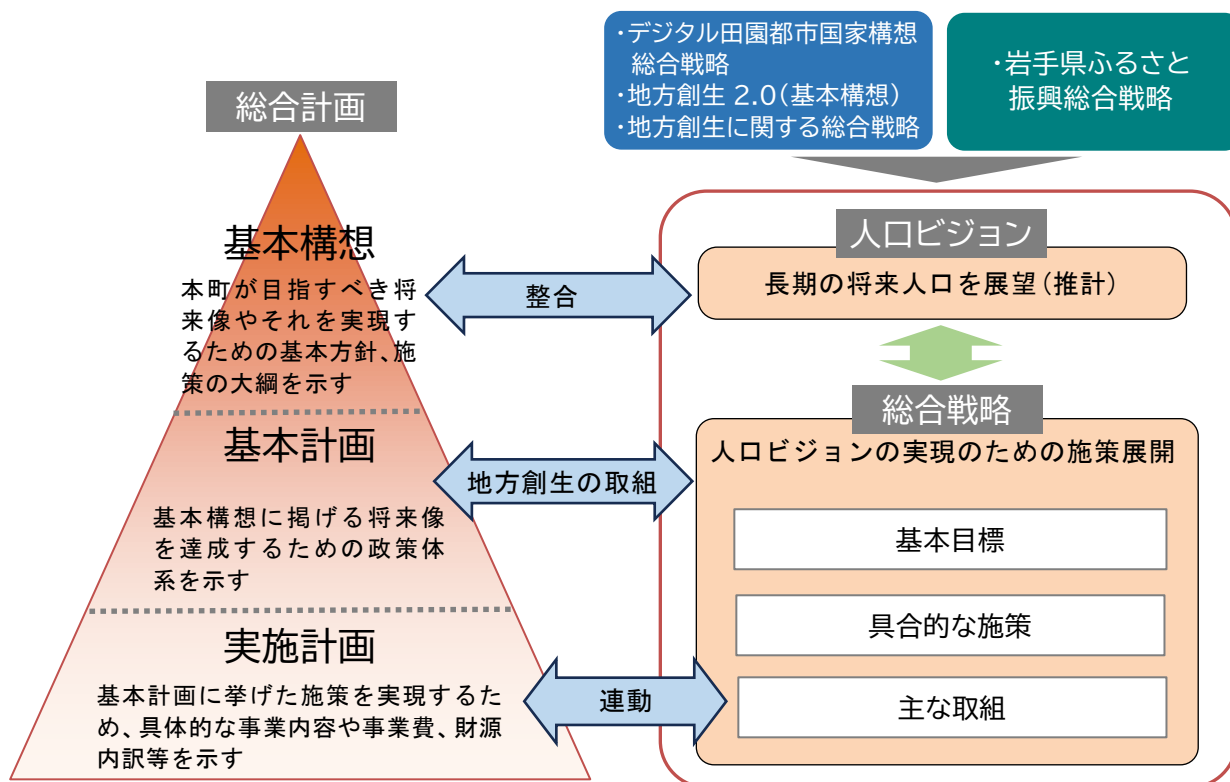 ・デジタル田園都市国家構想
総合戦略
・地方創生 2.0(基本構想)
・地方創生に関する総合戦略
・岩手県ふるさと
振興総合戦略
総合計画
基本構想
本町が目指すべき将
来像やそれを実現す
るための基本方針、施
策の大綱を示す
基本計画
基本構想に掲げる将来像
を達成するための政策体
系を示す
実施計画
基本計画に挙げた施策を実現するた
め、具体的な事業内容や事業費、財源
内訳等を示す
整合
地方創生の取組
連動
人口ビジョン
長期の将来人口を展望(推計)
総合戦略
人口ビジョンの実現のための施策展開
基本目標
具合的な施策
主な取組